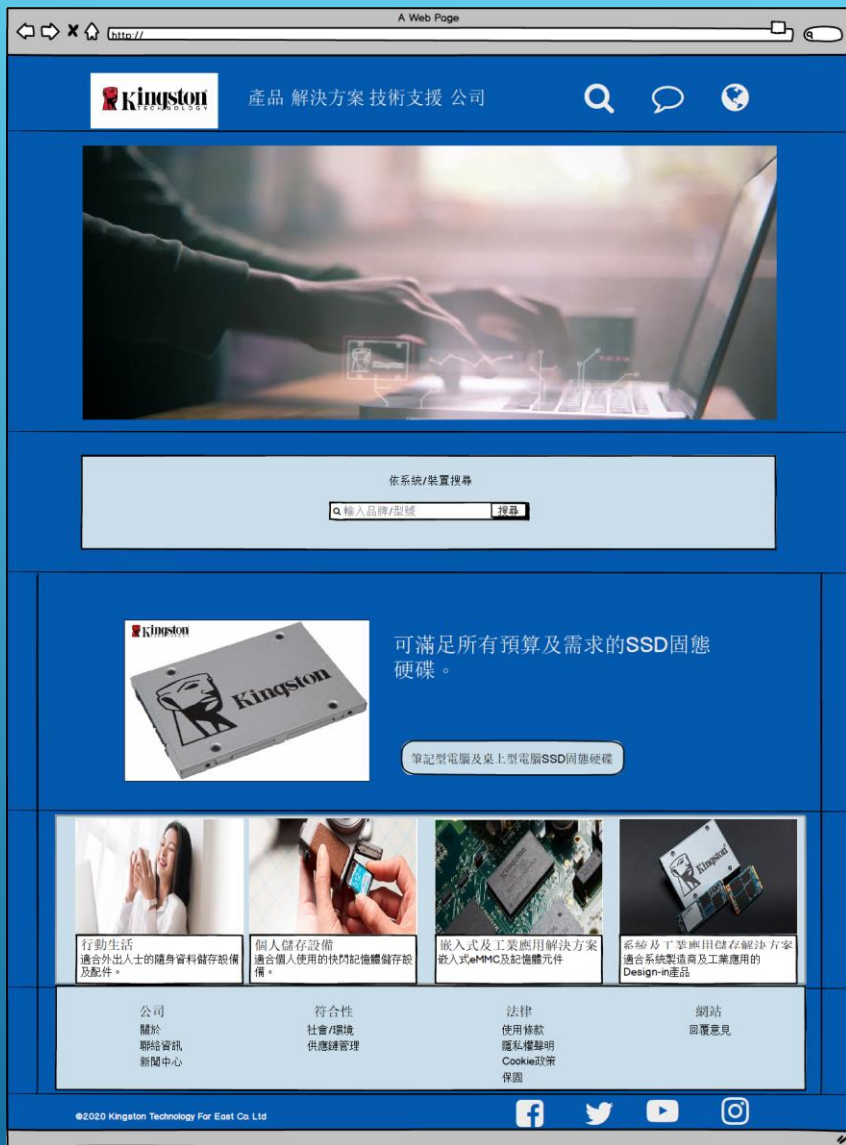 A Web Page
http://
Kingston
TECHNOLOGY
產品 解決方案 技術支援 公司
Kingston
依系統/裝置搜尋
輸入品牌/型號 搜尋
Kingston
Kingston
可滿足所有預算及需求的SSD固態
硬碟。
筆記型電腦及桌上型電腦SSD固態硬碟
512
Kingston
Kingston
行動生活
適合外出人士的隨身資料儲存設備
及配件。
個人儲存設備
適合個人使用的快閃記憶體儲存設
備。
嵌入式及工業應用解決方案
嵌入式eMMC及記憶體元件
系統及工業應用儲存解決方案
適合系統製造商及工業應用的
Design-in產品
公司
關於
聯絡資訊
新聞中心
符合性
社會/環境
供應鏈管理
法律
使用條款
隱私權聲明
Cookie政策
保固
網站
回覆意見
©2020 Kingston Technology Far East Co. Ltd